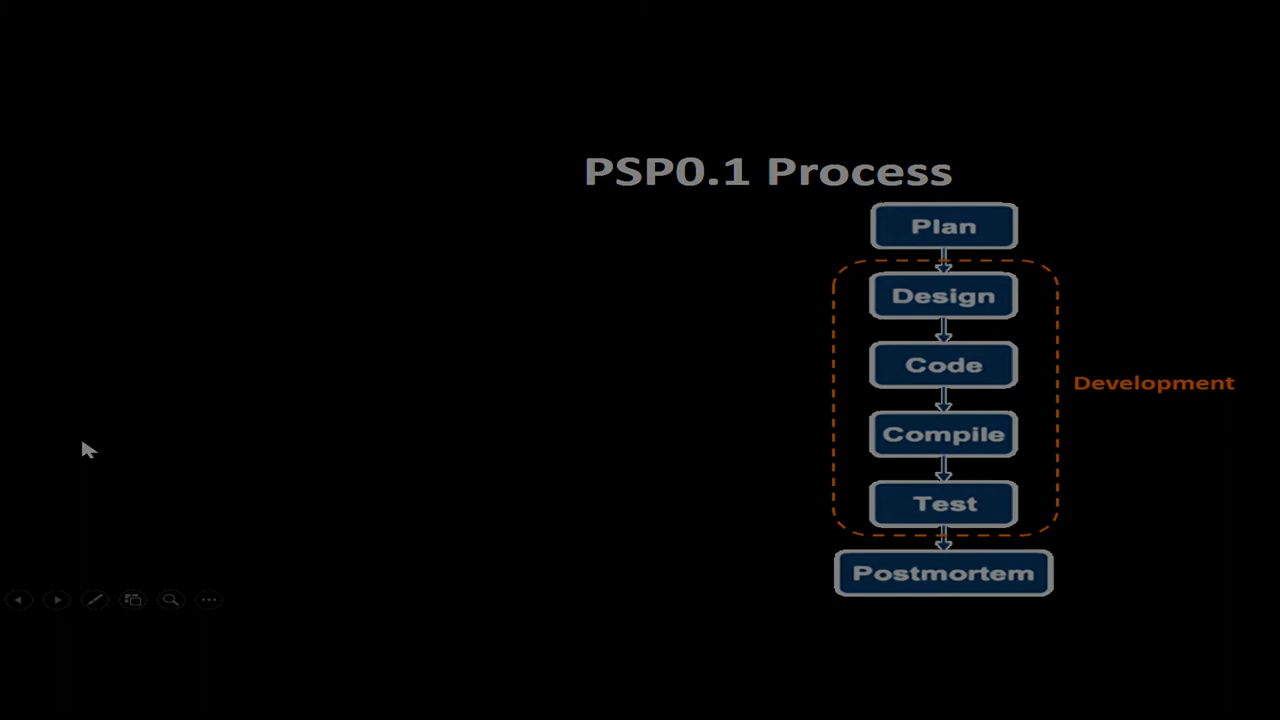 PSP0.1 Process
Plan
Design
Code
Development
Compile
Test
Postmortem